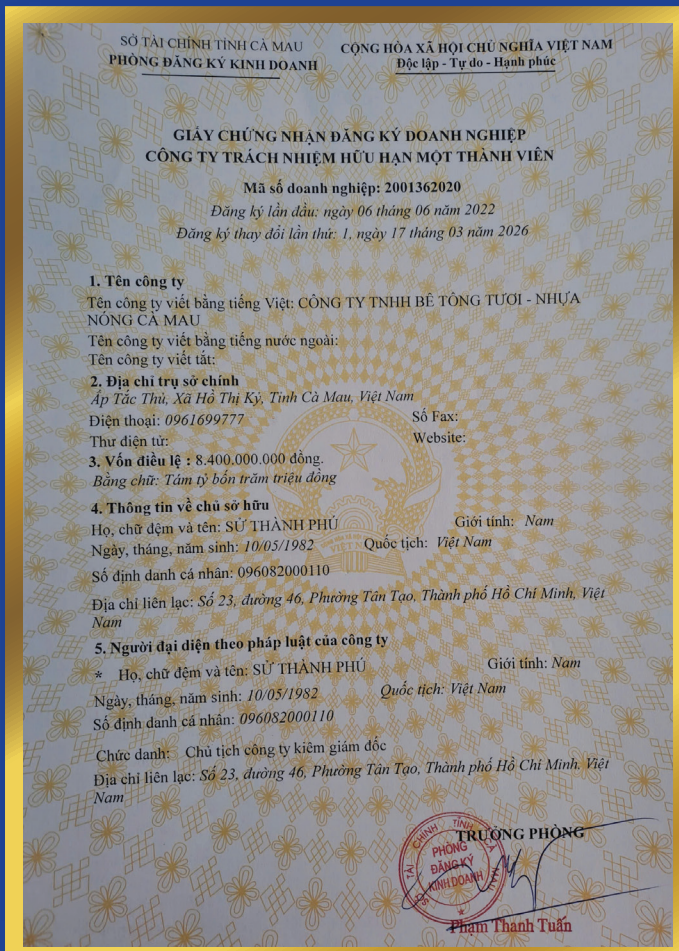 SỞ TÀI CHÍNH TỈNH CÀ MAU
PHÒNG ĐĂNG KÝ KINH DOANH
CỘNG HÒA XÃ HỘI CHỦ NGHĨA VIỆT NAM
Độc lập - Tự do - Hạnh phúc
GIẤY CHỨNG NHẬN ĐĂNG KÝ DOANH NGHIỆP
CÔNG TY TRÁCH NHIỆM HỮU HẠN MỘT THÀNH VIÊN
Mã số doanh nghiệp: 2001362020
Đăng ký lần đầu: ngày 06 tháng 06 năm 2022
Đăng ký thay đổi lần thứ: 1, ngày 17 tháng 03 năm 2026
1. Tên công ty
Tên công ty viết bằng tiếng Việt: CÔNG TY TNHH BÊ TÔNG TƯƠI - NHỰA
NÓNG CÀ MAU
Tên công ty viết bằng tiếng nước ngoài:
Tên công ty viết tắt:
2. Địa chỉ trụ sở chính
Ấp Tắc Thủ, Xã Hồ Thị Kỷ, Tỉnh Cà Mau, Việt Nam
Điện thoại: 0961699777 Số Fax:
Thư điện tử: Website:
3. Vốn điều lệ : 8.400.000.000 đồng.
Bằng chữ: Tám tỷ bốn trăm triệu đồng
4. Thông tin về chủ sở hữu
Họ, chữ đệm và tên: SỬ THÀNH PHỦ Giới tính: Nam
Ngày, tháng, năm sinh: 10/05/1982 Quốc tịch: Việt Nam
Số định danh cá nhân: 096082000110
Địa chỉ liên lạc: Số 23, đường 46, Phường Tân Tạo, Thành phố Hồ Chí Minh, Việt
Nam
5. Người đại diện theo pháp luật của công ty
* Họ, chữ đệm và tên: SỬ THÀNH PHỦ Giới tính: Nam
Ngày, tháng, năm sinh: 10/05/1982 Quốc tịch: Việt Nam
Số định danh cá nhân: 096082000110
Chức danh: Chủ tịch công ty kiêm giám đốc
Địa chỉ liên lạc: Số 23, đường 46, Phường Tân Tạo, Thành phố Hồ Chí Minh, Việt
Nam
TRƯỞNG PHÒNG
SỞ TÀI CHÍNH TỈNH CÀ MAU
PHÒNG
ĐĂNG KÝ
KINH DOANH
Phạm Thanh Tuấn